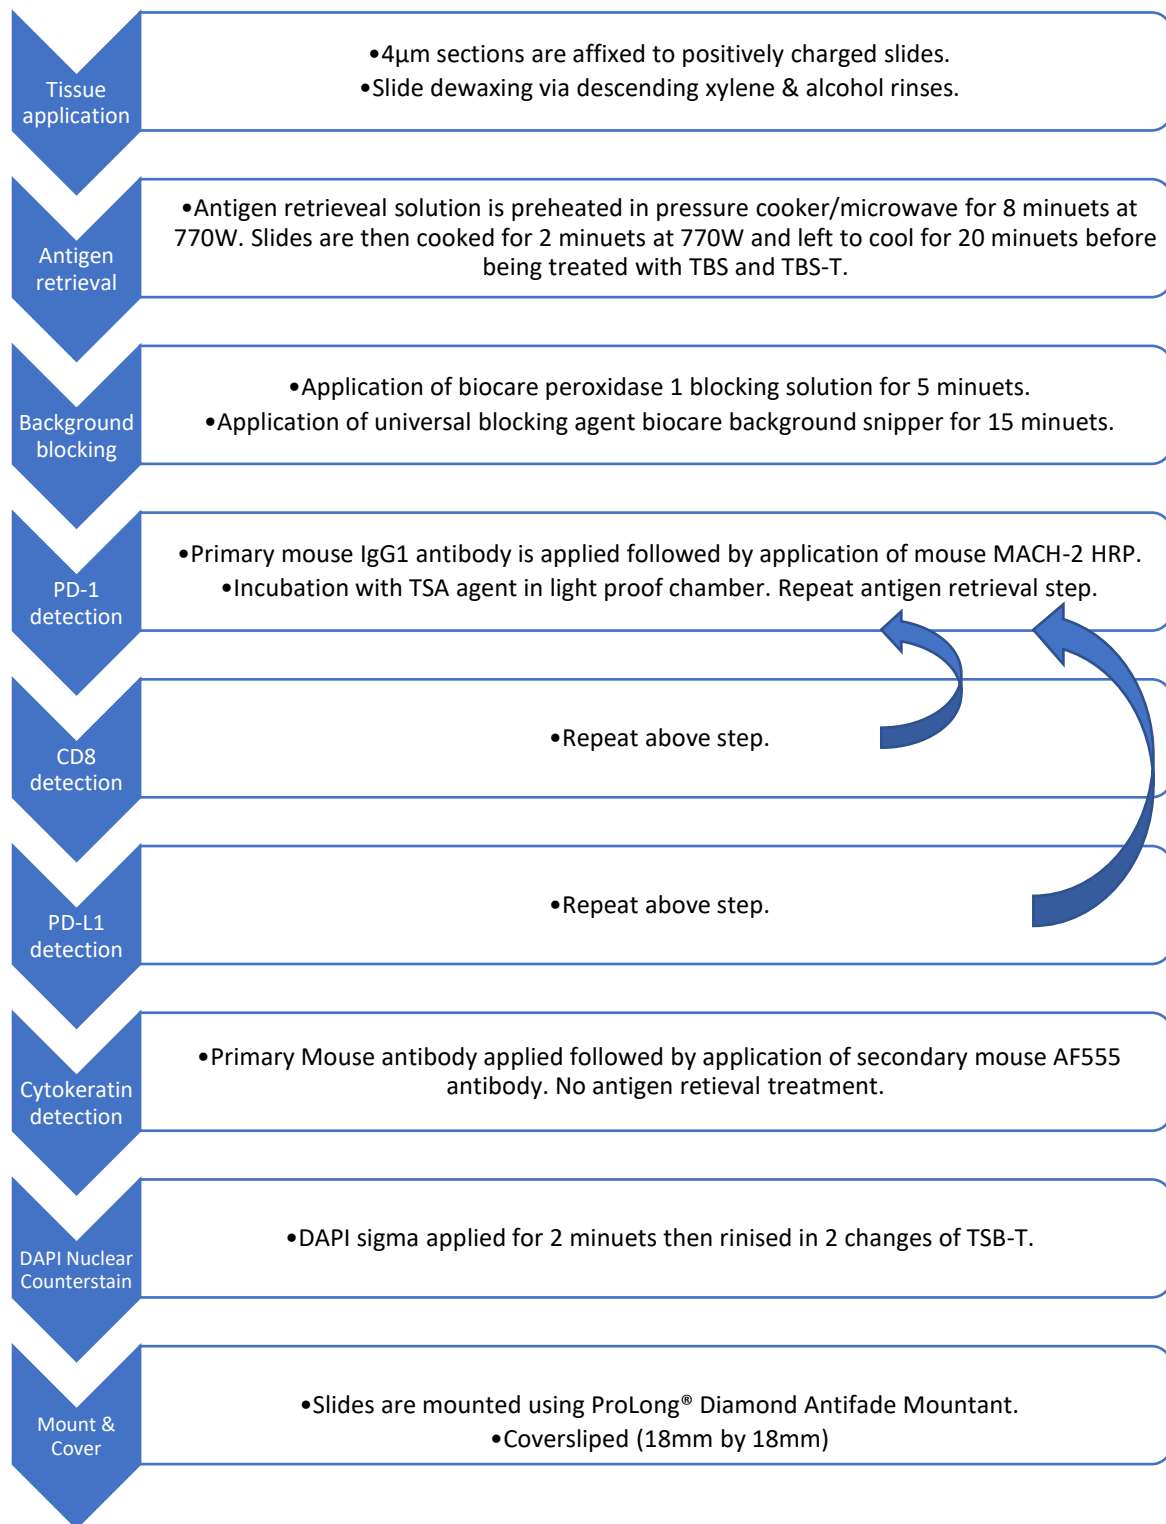 Tissue
application
•4µm sections are affixed to positively charged slides.
•Slide dewaxing via descending xylene & alcohol rinses.
Antigen
retrieval
•Antigen retrieveal solution is preheated in pressure cooker/microwave for 8 minuets at
770W. Slides are then cooked for 2 minuets at 770W and left to cool for 20 minuets before
being treated with TBS and TBS-T.
Background
blocking
•Application of biocare peroxidase 1 blocking solution for 5 minuets.
•Application of universal blocking agent biocare background snipper for 15 minuets.
PD-1
detection
•Primary mouse IgG1 antibody is applied followed by application of mouse MACH-2 HRP.
•Incubation with TSA agent in light proof chamber. Repeat antigen retrieval step.
CD8
detection
•Repeat above step.
PD-L1
detection
•Repeat above step.
Cytokeratin
detection
•Primary Mouse antibody applied followed by application of secondary mouse AF555
antibody. No antigen retieval treatment.
DAPI Nuclear
Counterstain
•DAPI sigma applied for 2 minuets then rinised in 2 changes of TSB-T.
Mount &
Cover
•Slides are mounted using ProLong® Diamond Antifade Mountant.
•Coversliped (18mm by 18mm)